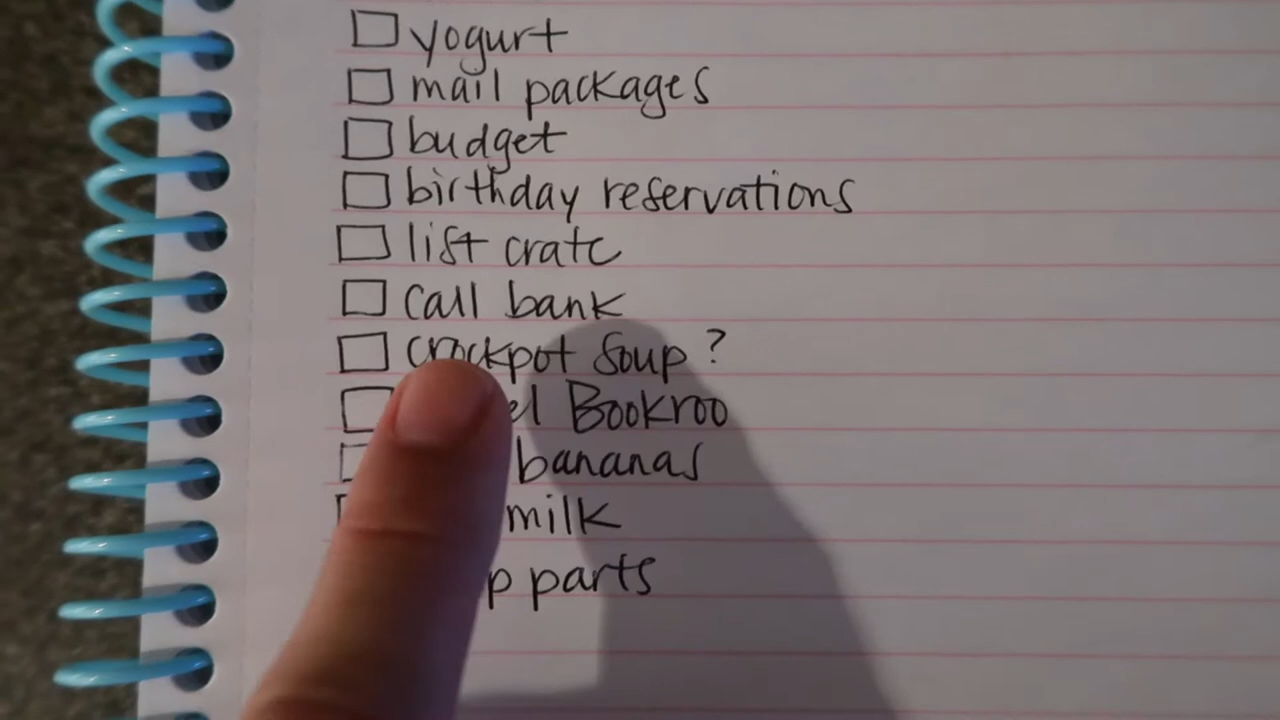 yogurt
mail packages
budget
birthday reservations
list crate
call bank
crockpot soup?
Bookroo
bananas
milk
parts